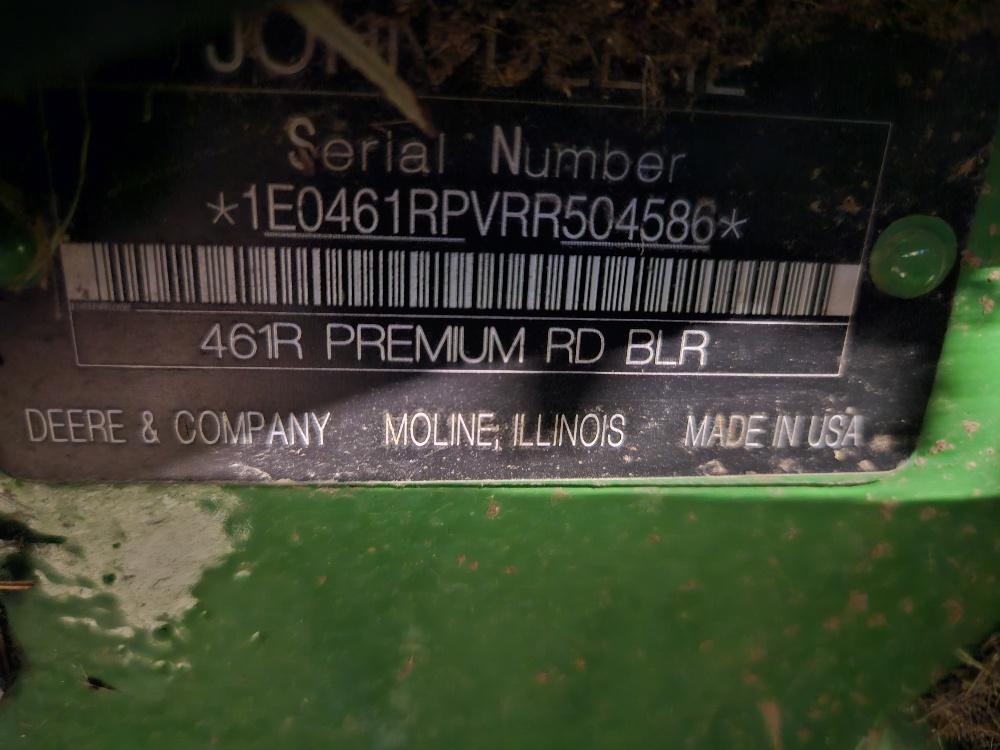 JOHN DEERE
Serial Number
*1E0461RPVRR504586*
461R PREMIUM RD BLR
DEERE & COMPANY MOLINE, ILLINOIS MADE IN USA